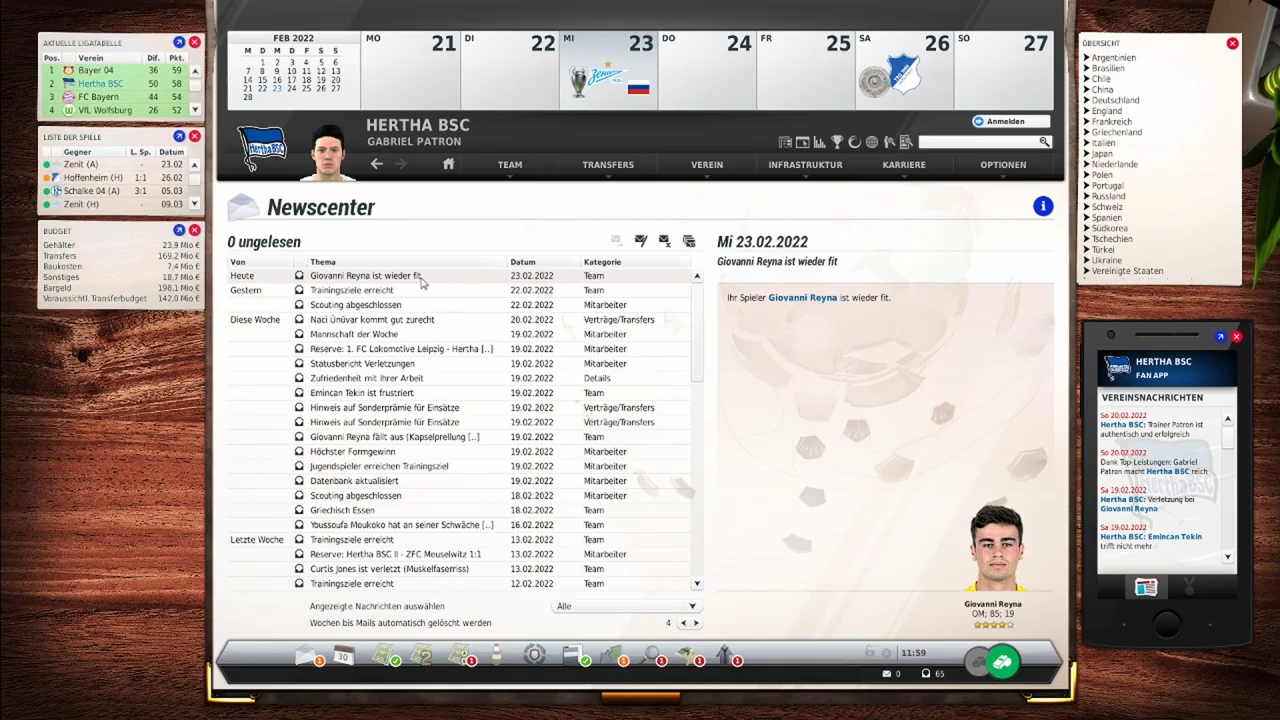 AKTUELLE LIGATABELLE
Pos. Verein Dif. Pkt.
1 Bayer 04 36 59
2 Hertha BSC 50 58
3 FC Bayern 44 54
4 VfL Wolfsburg 26 52
LISTE DER SPIELE
Gegner L. Sp. Datum
Zenit (A) - 23.02
Hoffenheim (H) 1:1 26.02
Schalke 04 (A) 3:1 05.03
Zenit (H) - 09.03
BUDGET
Gehälter 23.9 Mio €
Transfers 169.2 Mio €
Baukosten 7.4 Mio €
Sonstiges 18.7 Mio €
Bargeld 198.1 Mio €
Voraussichtl. Transferbudget 142.0 Mio €
FEB 2022
M D M D F S S
1 2 3 4 5 6
7 8 9 10 11 12 13
14 15 16 17 18 19 20
21 22 23 24 25 26 27
28
MO 21 DI 22 MI 23 DO 24 FR 25 SA 26 SO 27
HERTHA BSC
GABRIEL PATRON
Anmelden
TEAM TRANSFERS VEREIN INFRASTRUKTUR KARRIERE OPTIONEN
Newscenter
0 ungelesen
Von Thema Datum Kategorie
Heute Giovanni Reyna ist wieder fit 23.02.2022 Team
Gestern Trainingsziele erreicht 22.02.2022 Team
Scouting abgeschlossen 22.02.2022 Mitarbeiter
Diese Woche Naci Ünüvar kommt gut zurecht 20.02.2022 Verträge/Transfers
Mannschaft der Woche 19.02.2022 Mitarbeiter
Reserve: 1. FC Lokomotive Leipzig - Hertha [..] 19.02.2022 Mitarbeiter
Statusbericht Verletzungen 19.02.2022 Mitarbeiter
Zufriedenheit mit Ihrer Arbeit 19.02.2022 Details
Emincan Tekin ist frustriert 19.02.2022 Team
Hinweis auf Sonderprämie für Einsätze 19.02.2022 Verträge/Transfers
Hinweis auf Sonderprämie für Einsätze 19.02.2022 Verträge/Transfers
Giovanni Reyna fällt aus (Kapselprellung [..] 19.02.2022 Team
Höchster Formgewinn 19.02.2022 Mitarbeiter
Jugendspieler erreichen Trainingsziel 19.02.2022 Mitarbeiter
Datenbank aktualisiert 19.02.2022 Mitarbeiter
Scouting abgeschlossen 18.02.2022 Mitarbeiter
Griechisch Essen 18.02.2022 Team
Youssoufa Moukoko hat an seiner Schwäche [..] 16.02.2022 Team
Letzte Woche Trainingsziele erreicht 13.02.2022 Team
Reserve: Hertha BSC II - ZFC Meuselwitz 1:1 13.02.2022 Mitarbeiter
Curtis Jones ist verletzt (Muskelfaserriss) 13.02.2022 Team
Trainingsziele erreicht 12.02.2022 Team
Angezeigte Nachrichten auswählen Alle
Wochen bis Mails automatisch gelöscht werden 4
Mi 23.02.2022
Giovanni Reyna ist wieder fit
Ihr Spieler Giovanni Reyna ist wieder fit.
Giovanni Reyna
OM; 85; 19
11:59
0 65
ÜBERSICHT
Argentinien
Brasilien
Chile
China
Deutschland
England
Frankreich
Griechenland
Italien
Japan
Niederlande
Polen
Portugal
Russland
Schweiz
Spanien
Südkorea
Tschechien
Türkei
Ukraine
Vereinigte Staaten
HERTHA BSC
FAN APP
VEREINSNACHRICHTEN
So 20.02.2022
Hertha BSC: Trainer Patron ist
authentisch und erfolgreich
So 20.02.2022
Dank Top-Leistungen: Gabriel
Patron macht Hertha BSC reich
Sa 19.02.2022
Hertha BSC: Verletzung bei
Giovanni Reyna
Sa 19.02.2022
Hertha BSC: Emincan Tekin
trifft nicht mehr